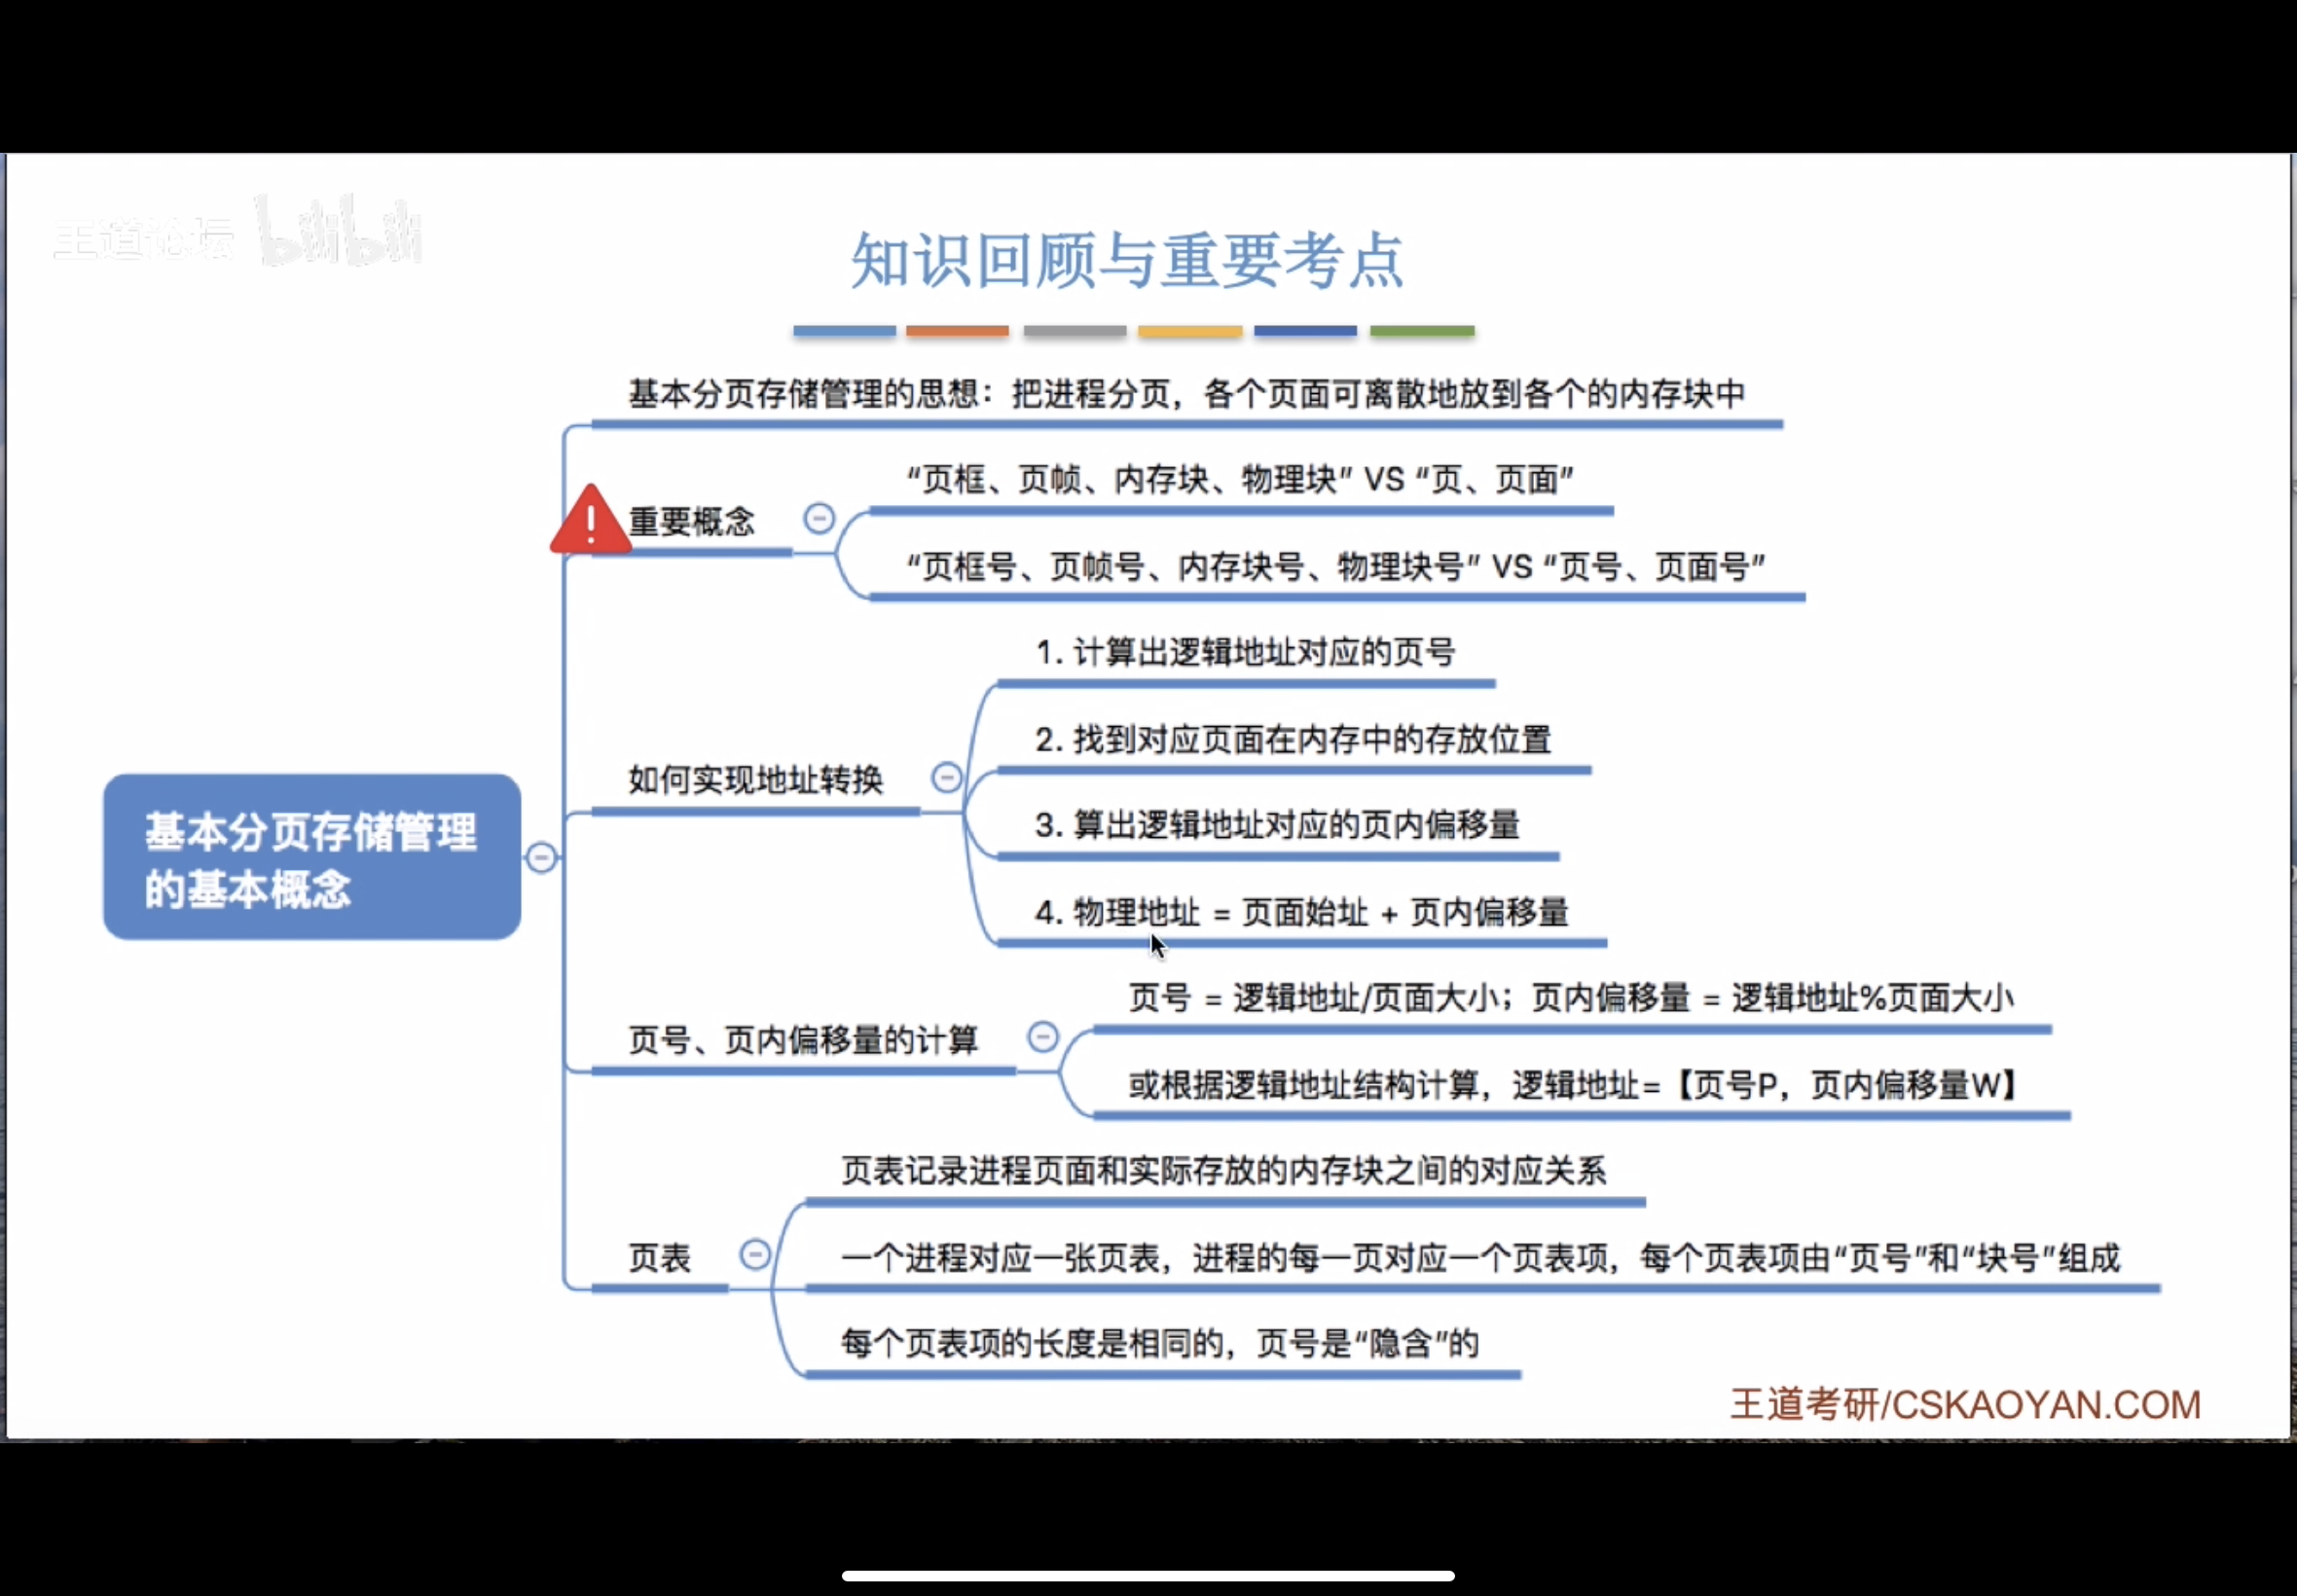 王道论坛 bilibili
知识回顾与重要考点
基本分页存储管理的思想：把进程分页，各个页面可离散地放到各个的内存块中
“页框、页帧、内存块、物理块” VS “页、页面”
重要概念
“页框号、页帧号、内存块号、物理块号” VS “页号、页面号”
1. 计算出逻辑地址对应的页号
2. 找到对应页面在内存中的存放位置
如何实现地址转换
3. 算出逻辑地址对应的页内偏移量
4. 物理地址 = 页面始址 + 页内偏移量
基本分页存储管理
的基本概念
页号 = 逻辑地址/页面大小；页内偏移量 = 逻辑地址%页面大小
页号、页内偏移量的计算
或根据逻辑地址结构计算，逻辑地址=【页号P，页内偏移量W】
页表记录进程页面和实际存放的内存块之间的对应关系
页表
一个进程对应一张页表，进程的每一页对应一个页表项，每个页表项由“页号”和“块号”组成
每个页表项的长度是相同的，页号是“隐含”的
王道考研/CSKAOYAN.COM